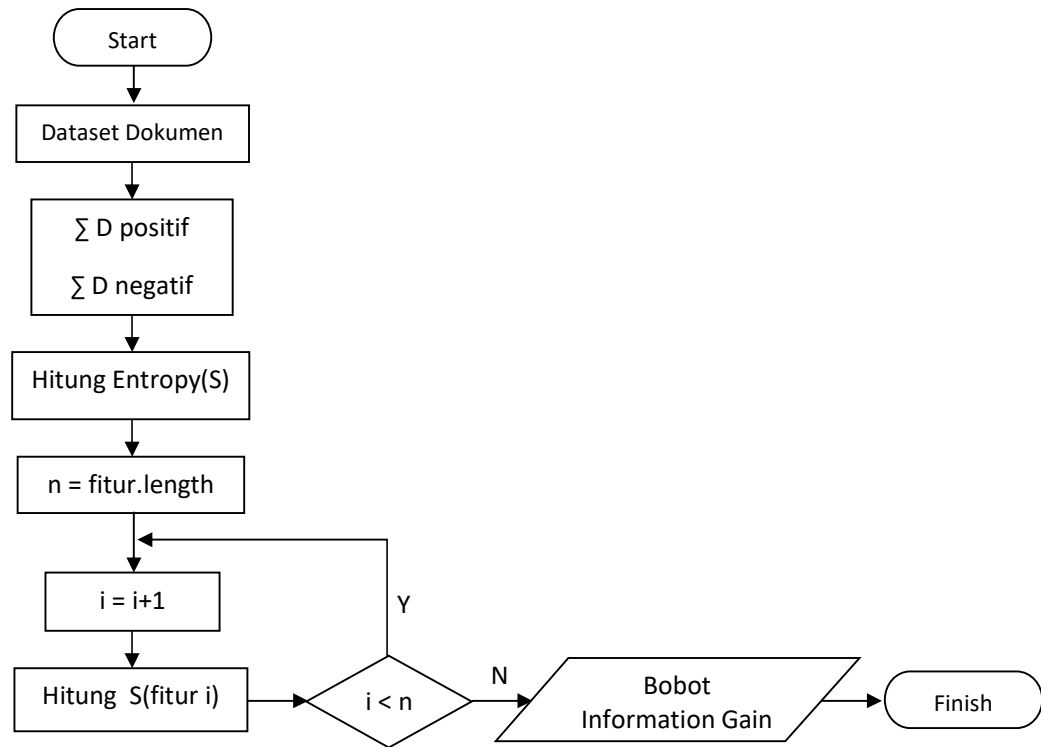 Start
Dataset Dokumen
∑ D positif
∑ D negatif
Hitung Entropy(S)
n = fitur.length
i = i+1
Y
Hitung S(fitur i)
i < n
N
Bobot
Information Gain
Finish